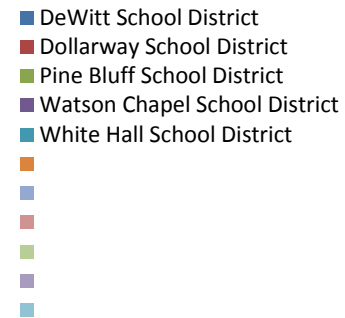 DeWitt School District
Dollarway School District
Pine Bluff School District
Watson Chapel School District
White Hall School District